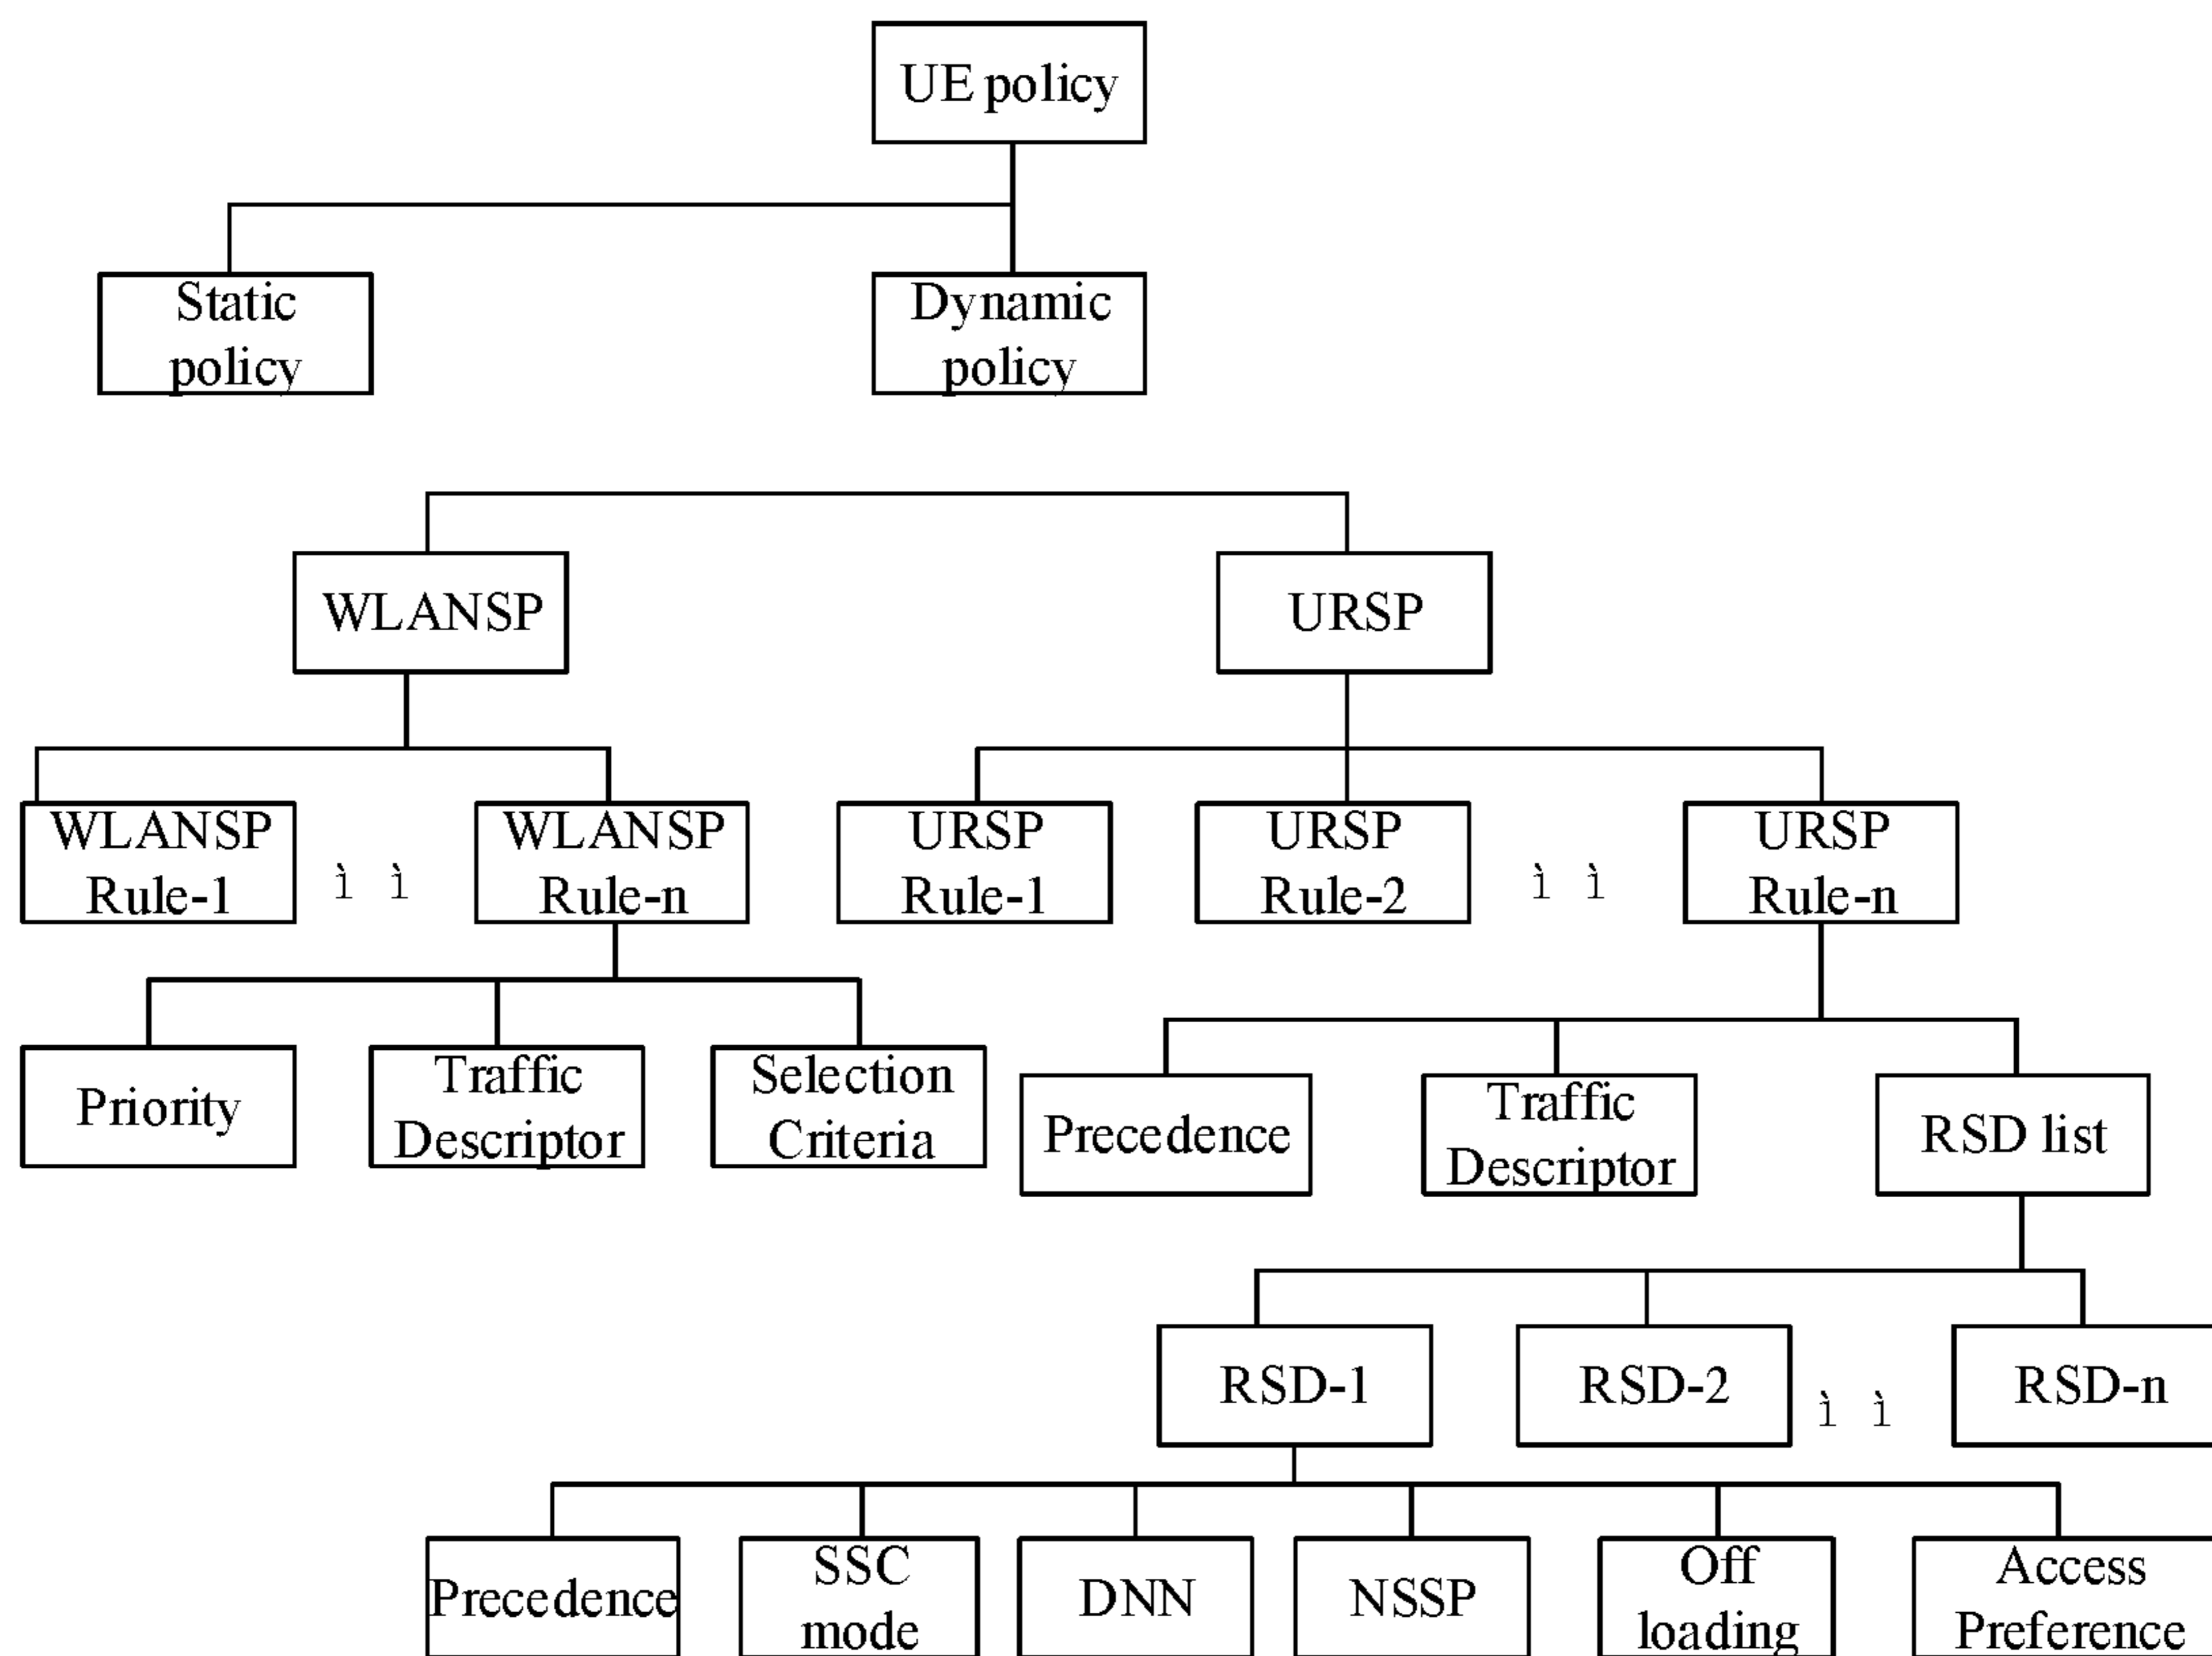 UE policy
Static
policy
Dynamic
policy
WLANSP
URSP
WLANSP
Rule-1
ì ì
WLANSP
Rule-n
URSP
Rule-1
URSP
Rule-2
ì ì
URSP
Rule-n
Priority
Traffic
Descriptor
Selection
Criteria
Precedence
Traffic
Descriptor
RSD list
RSD-1
RSD-2
ì ì
RSD-n
Precedence
SSC
mode
DNN
NSSP
Off
loading
Access
Preference